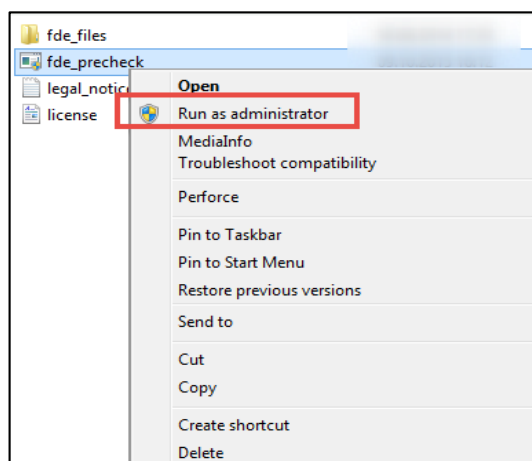 fde_files
fde_precheck
legal_notic
license
Open
Run as administrator
MediaInfo
Troubleshoot compatibility
Perforce
Pin to Taskbar
Pin to Start Menu
Restore previous versions
Send to
Cut
Copy
Create shortcut
Delete